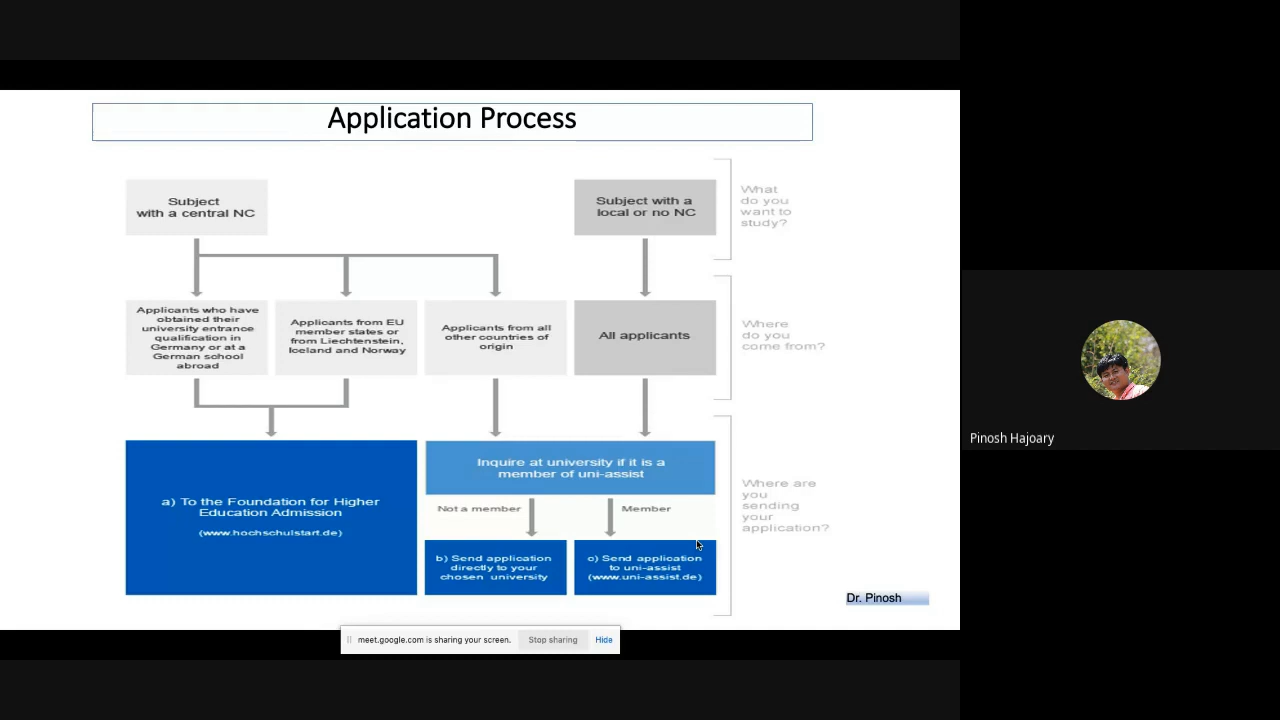 Application Process
Subject
with a central NC
Subject with a
local or no NC
What
do you
want to
study?
Applicants who have
obtained their
university entrance
qualification in
Germany or at a
German school
abroad
Applicants from EU
member states or
from Liechtenstein,
Iceland and Norway
Applicants from all
other countries of
origin
All applicants
Where
do you
come from?
a) To the Foundation for Higher
Education Admission
(www.hochschulstart.de)
Inquire at university if it is a
member of uni-assist
Not a member
Member
b) Send application
directly to your
chosen university
c) Send application
to uni-assist
(www.uni-assist.de)
Where are
you
sending
your
application?
Dr. Pinosh
meet.google.com is sharing your screen.
Stop sharing
Hide
Pinosh Hajoary